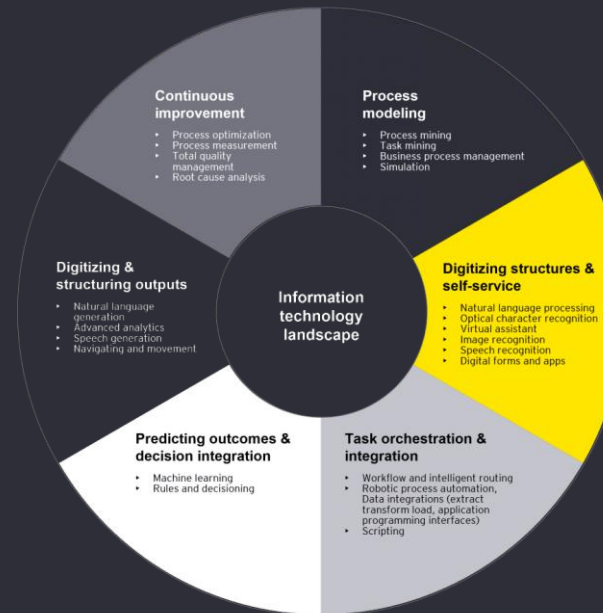 Continuous
improvement
‣ Process optimization
‣ Process measurement
‣ Total quality
management
‣ Root cause analysis
Process
modeling
‣ Process mining
‣ Task mining
‣ Business process management
‣ Simulation
Digitizing &
structuring outputs
‣ Natural language
generation
‣ Advanced analytics
‣ Speech generation
‣ Navigating and movement
Information
technology
landscape
Digitizing structures &
self-service
‣ Natural language processing
‣ Optical character recognition
‣ Virtual assistant
‣ Image recognition
‣ Speech recognition
‣ Digital forms and apps
Predicting outcomes &
decision integration
‣ Machine learning
‣ Rules and decisioning
Task orchestration &
integration
‣ Workflow and intelligent routing
‣ Robotic process automation,
Data integrations (extract
transform load, application
programming interfaces)
‣ Scripting